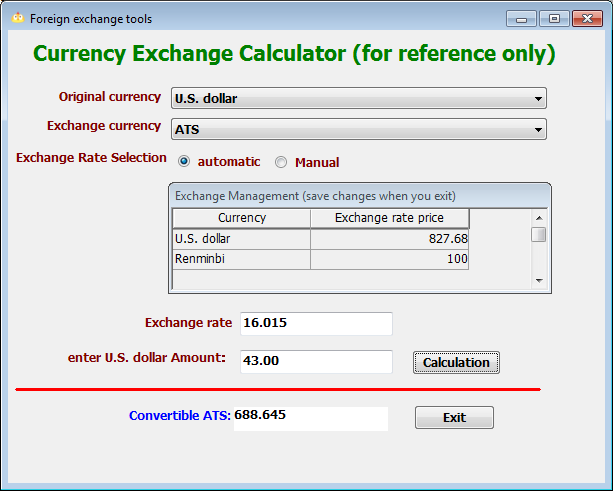 Foreign exchange tools
Currency Exchange Calculator (for reference only)
Original currency U.S. dollar
Exchange currency ATS
Exchange Rate Selection automatic Manual
Exchange Management (save changes when you exit)
Currency Exchange rate price
U.S. dollar 827.68
Renminbi 100
Exchange rate 16.015
enter U.S. dollar Amount: 43.00 Calculation
Convertible ATS: 688.645 Exit